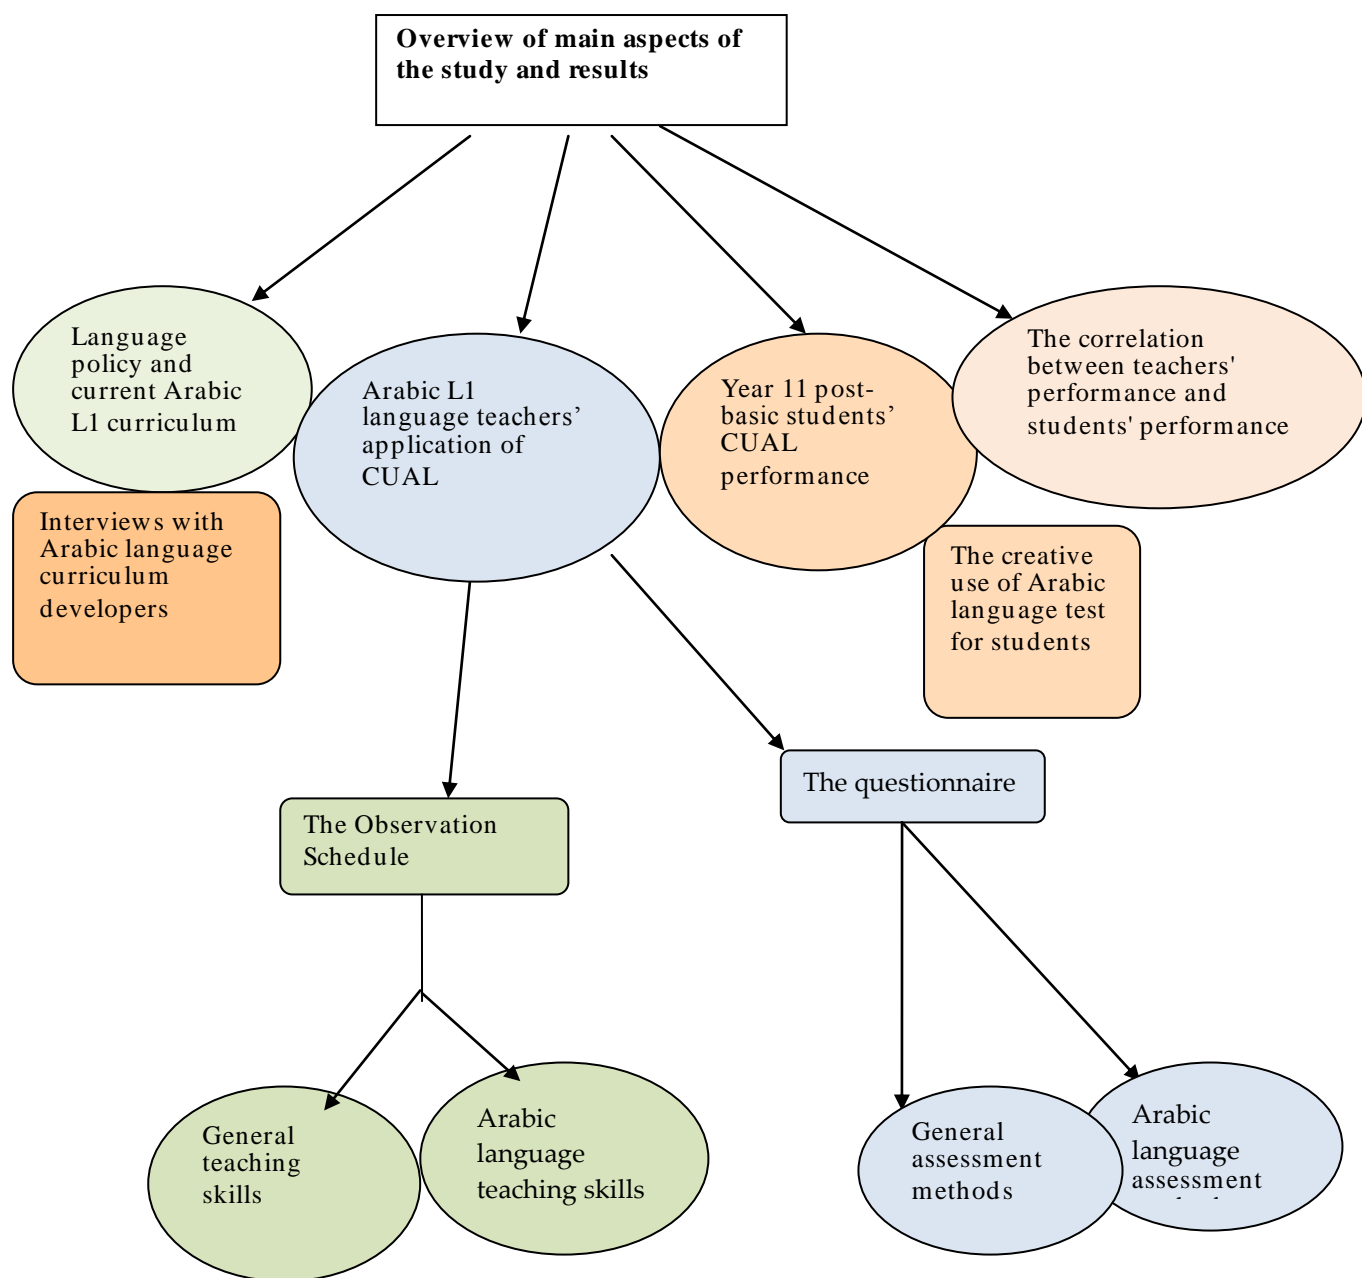 Overview of main aspects of
the study and results
Language
policy and
current Arabic
L1 curriculum
Arabic L1
language teachers’
application of
CUAL
Year 11 post-
basic students’
CUAL
performance
The correlation
between teachers'
performance and
students' performance
Interviews with
Arabic language
curriculum
developers
The creative
use of Arabic
language test
for students
The questionnaire
The Observation
Schedule
General
teaching
skills
Arabic
language
teaching skills
General
assessment
methods
Arabic
language
assessment